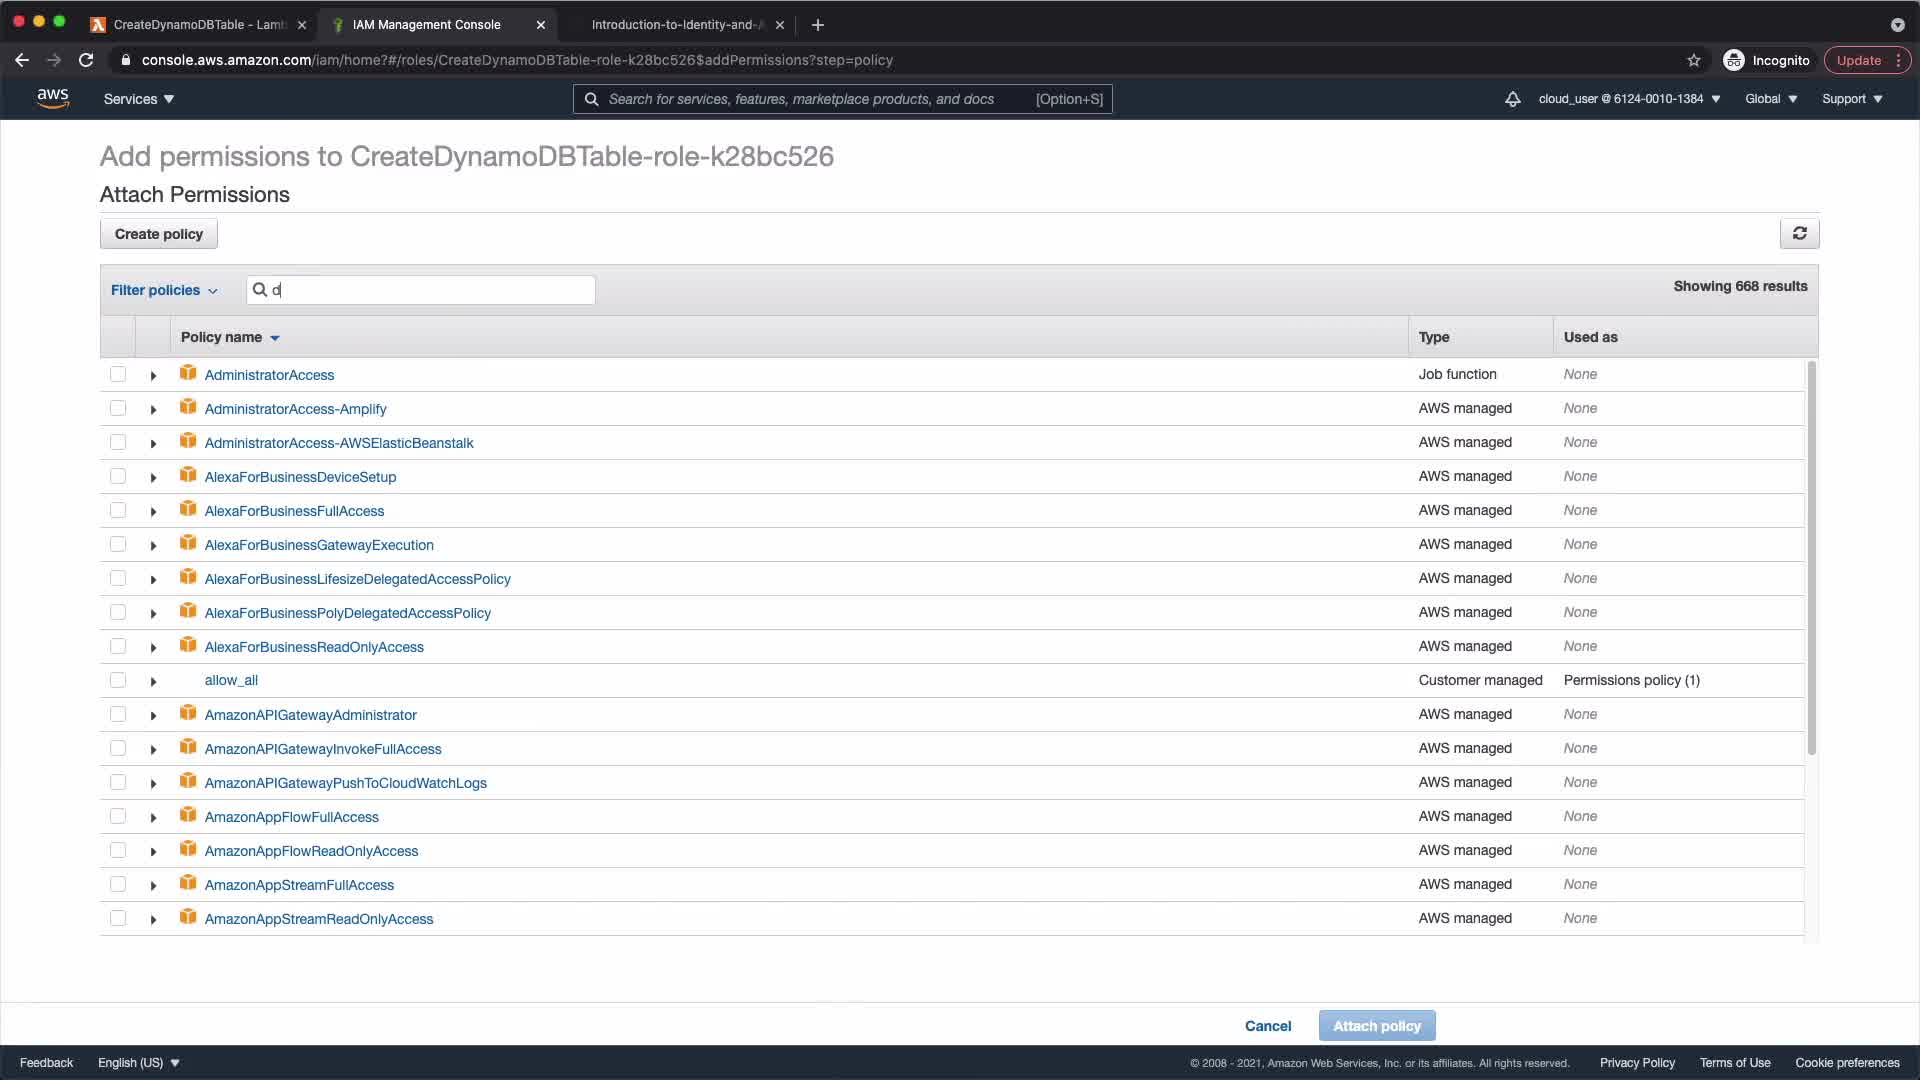 CreateDynamoDBTable - Lamb
IAM Management Console
Introduction-to-Identity-and-A
console.aws.amazon.com/iam/home?#/roles/CreateDynamoDBTable-role-k28bc526$addPermissions?step=policy
Incognito
Update
aws
Services
Search for services, features, marketplace products, and docs
[Option+S]
cloud_user @ 6124-0010-1384
Global
Support
Add permissions to CreateDynamoDBTable-role-k28bc526
Attach Permissions
Create policy
Filter policies
d
Showing 668 results
Policy name Type Used as
AdministratorAccess Job function None
AdministratorAccess-Amplify AWS managed None
AdministratorAccess-AWSElasticBeanstalk AWS managed None
AlexaForBusinessDeviceSetup AWS managed None
AlexaForBusinessFullAccess AWS managed None
AlexaForBusinessGatewayExecution AWS managed None
AlexaForBusinessLifesizeDelegatedAccessPolicy AWS managed None
AlexaForBusinessPolyDelegatedAccessPolicy AWS managed None
AlexaForBusinessReadOnlyAccess AWS managed None
allow_all Customer managed Permissions policy (1)
AmazonAPIGatewayAdministrator AWS managed None
AmazonAPIGatewayInvokeFullAccess AWS managed None
AmazonAPIGatewayPushToCloudWatchLogs AWS managed None
AmazonAppFlowFullAccess AWS managed None
AmazonAppFlowReadOnlyAccess AWS managed None
AmazonAppStreamFullAccess AWS managed None
AmazonAppStreamReadOnlyAccess AWS managed None
Cancel
Attach policy
Feedback
English (US)
© 2008 - 2021, Amazon Web Services, Inc. or its affiliates. All rights reserved.
Privacy Policy
Terms of Use
Cookie preferences